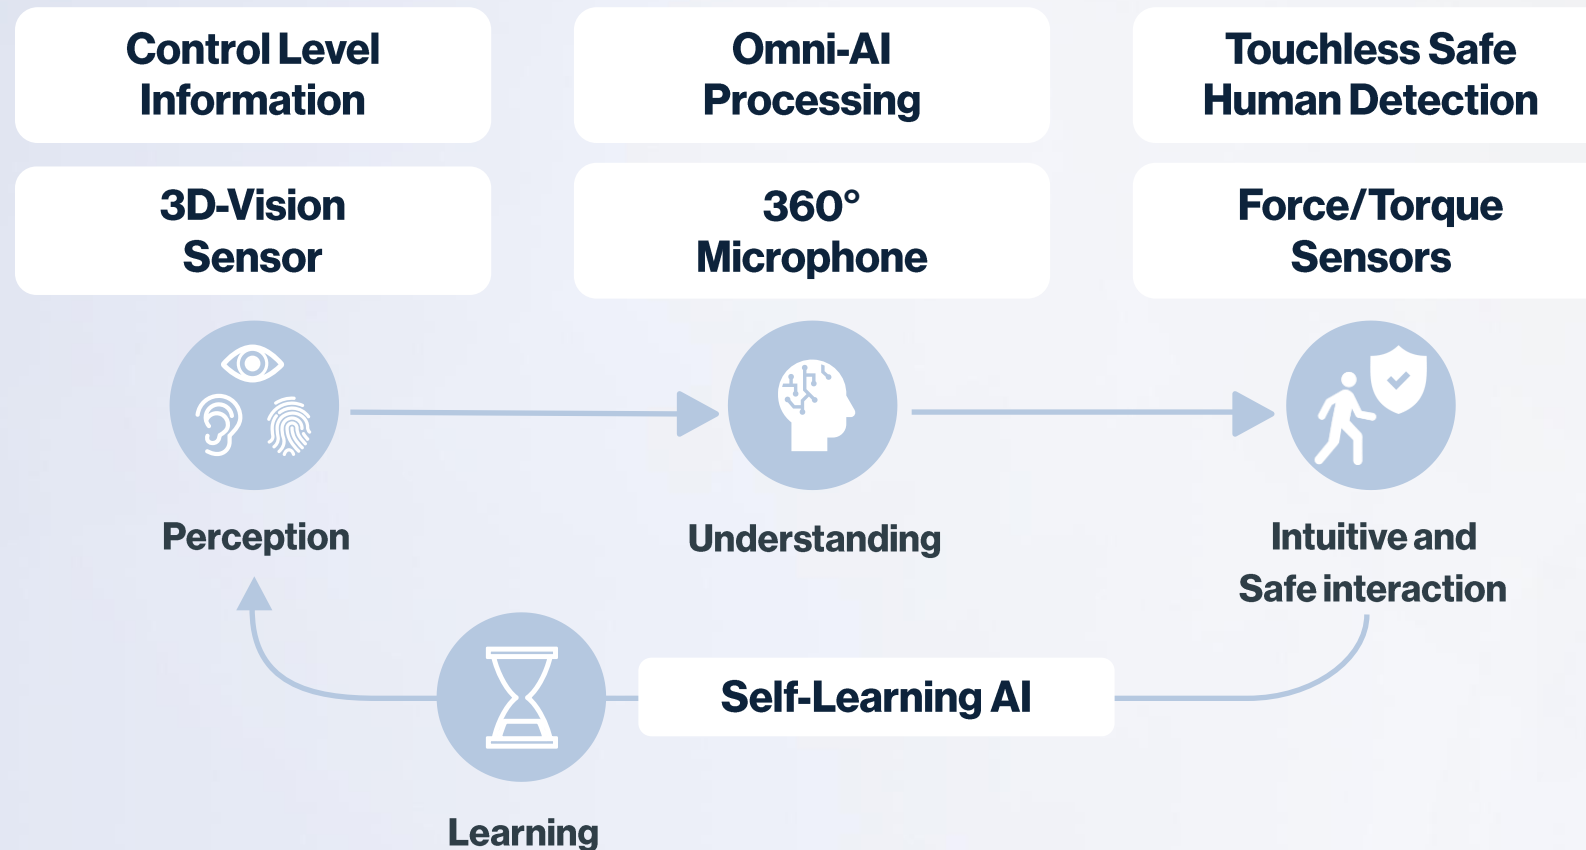 Control Level
Information
Omni-AI
Processing
Touchless Safe
Human Detection
3D-Vision
Sensor
360°
Microphone
Force/Torque
Sensors
Perception
Understanding
Intuitive and
Safe interaction
Self-Learning AI
Learning